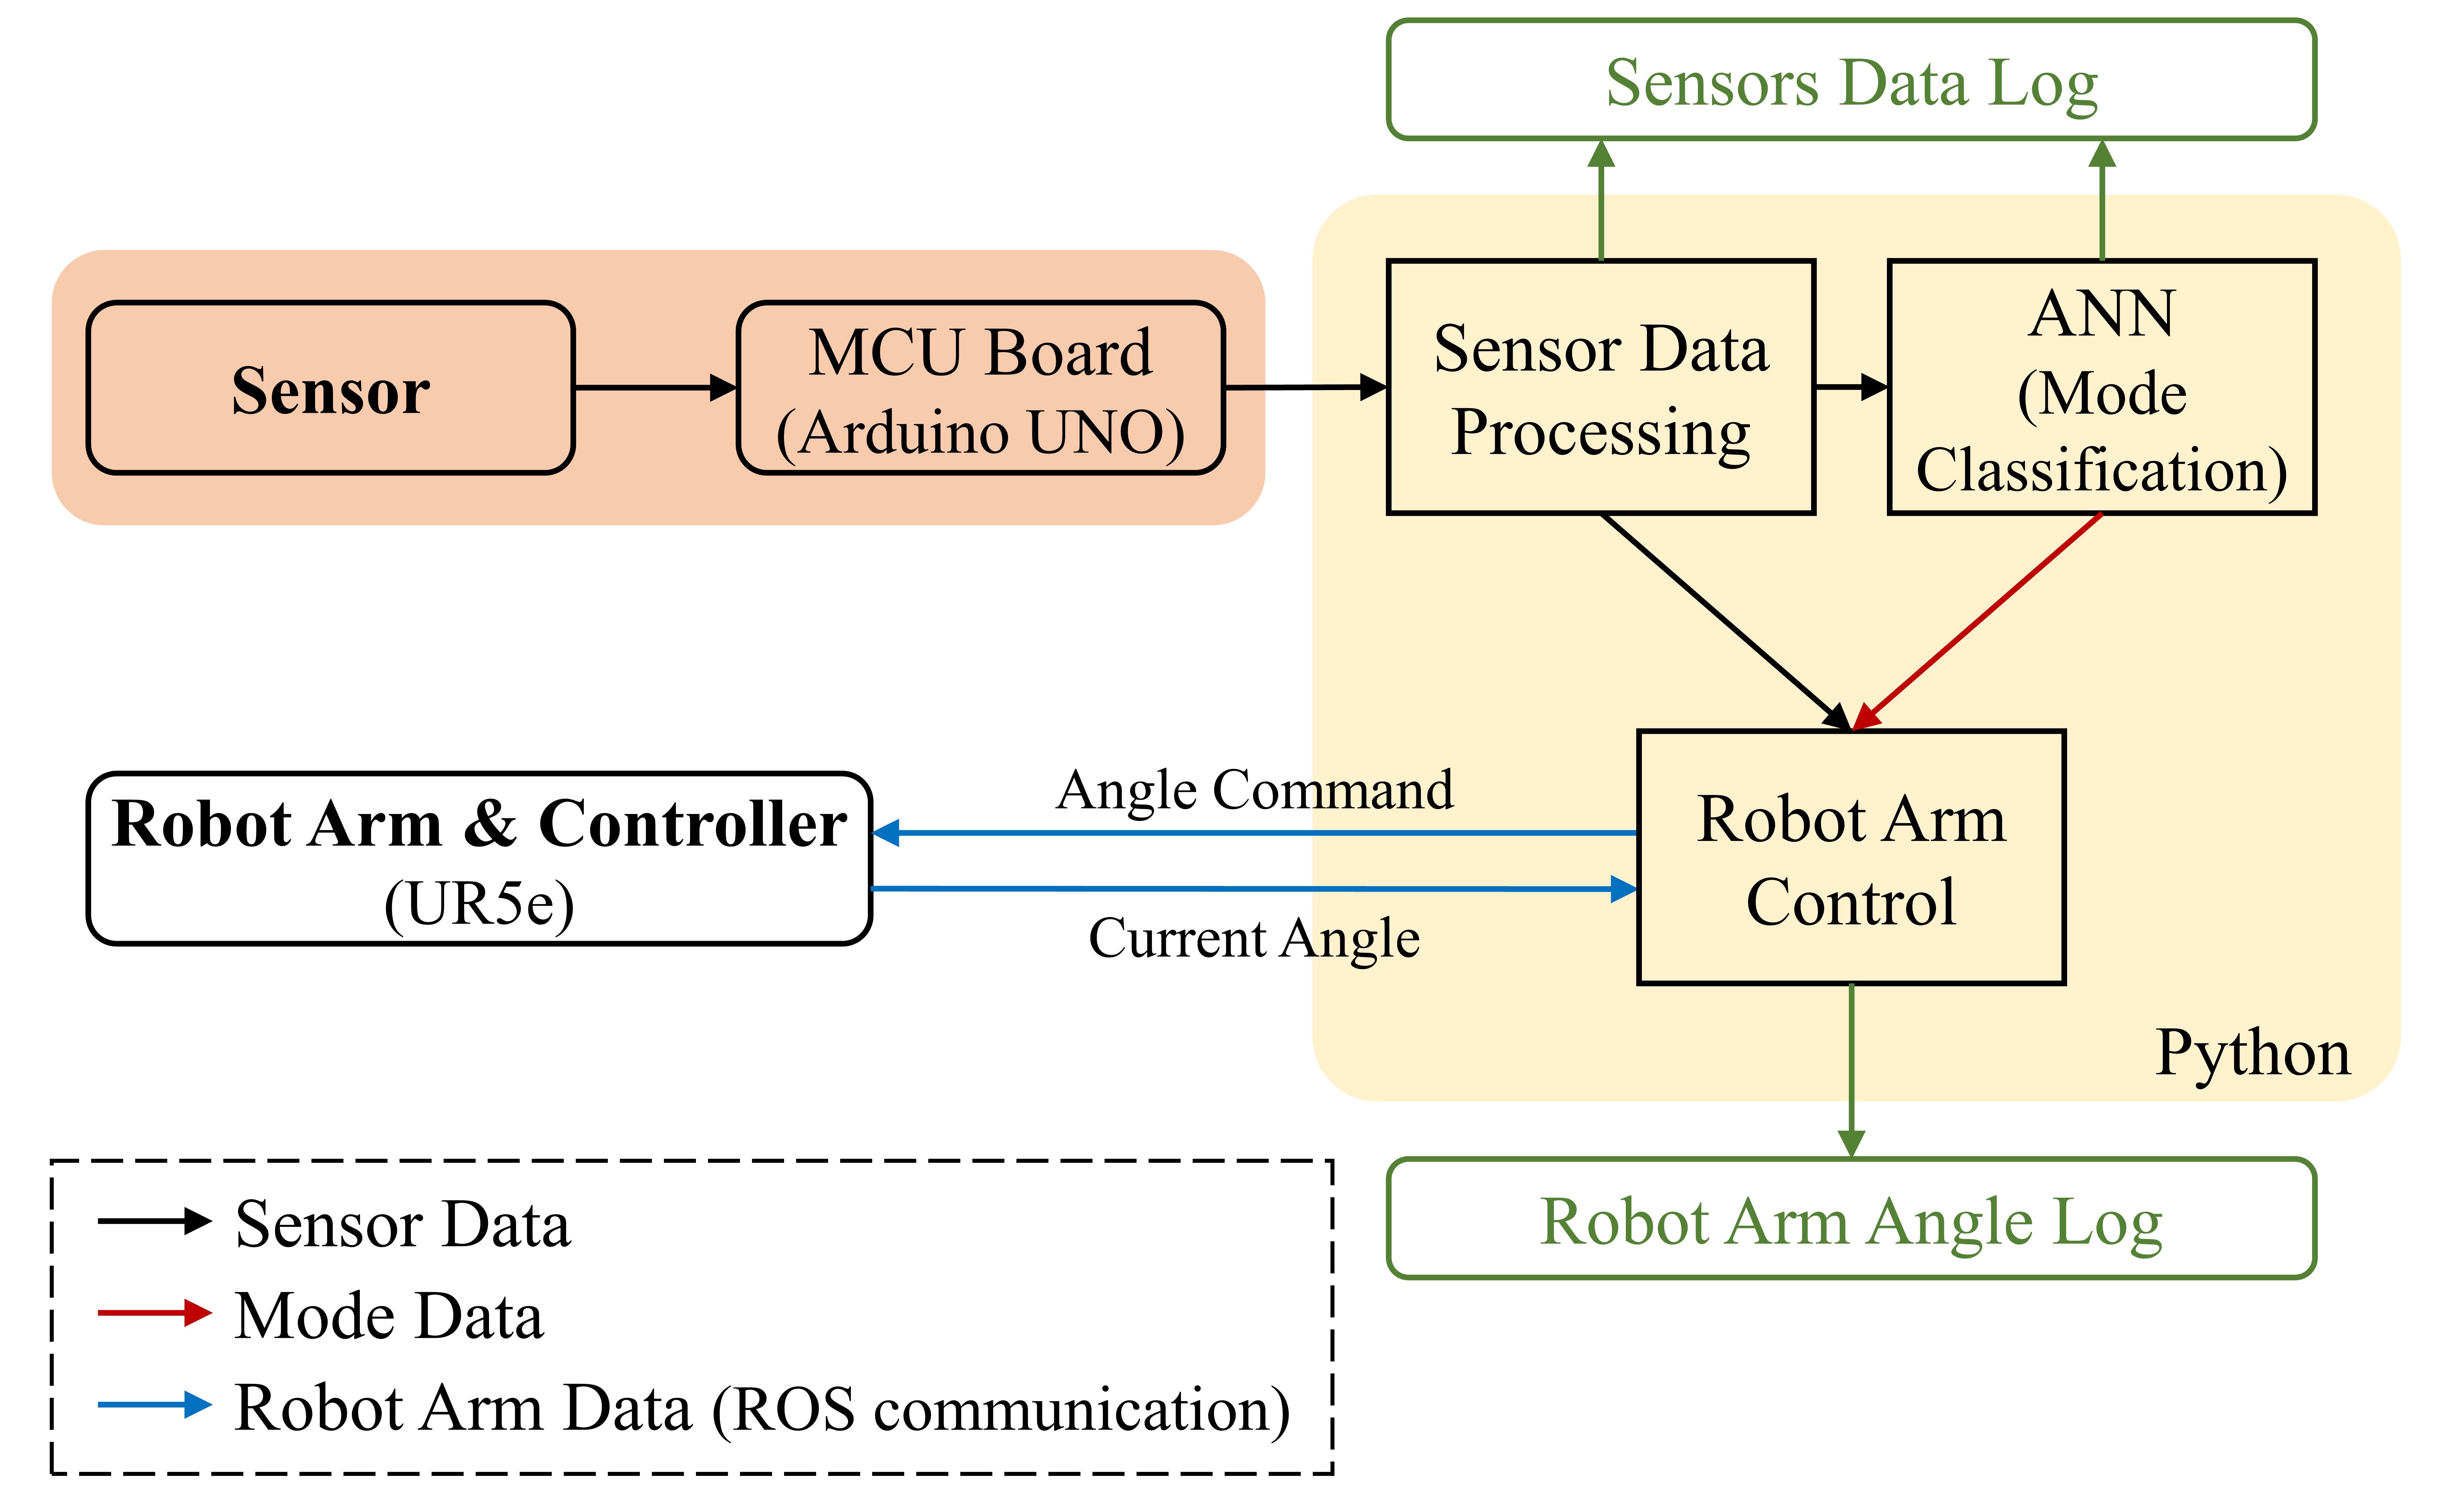 Sensors Data Log
Sensor
MCU Board
(Arduino UNO)
Sensor Data
Processing
ANN
(Mode
Classification)
Robot Arm & Controller
(UR5e)
Angle Command
Current Angle
Robot Arm
Control
Python
Robot Arm Angle Log
Sensor Data
Mode Data
Robot Arm Data (ROS communication)